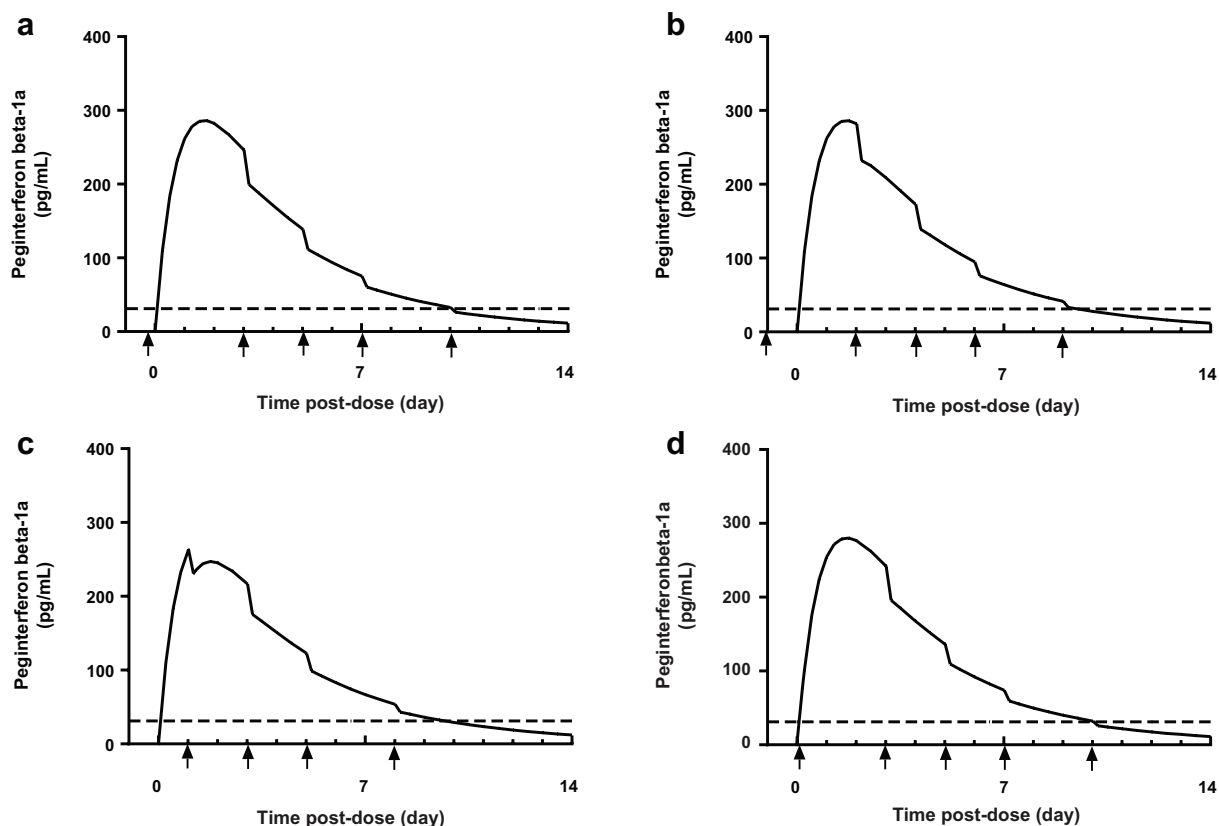 a
400
300
200
100
0
Peginterferon beta-1a
(pg/mL)
0
7
14
Time post-dose (day)
b
400
300
200
100
0
Peginterferon beta-1a
(pg/mL)
0
7
14
Time post-dose (day)
c
400
300
200
100
0
Peginterferon beta-1a
(pg/mL)
0
7
14
Time post-dose (day)
d
400
300
200
100
0
Peginterferonbeta-1a
(pg/mL)
0
7
14
Time post-dose (day)